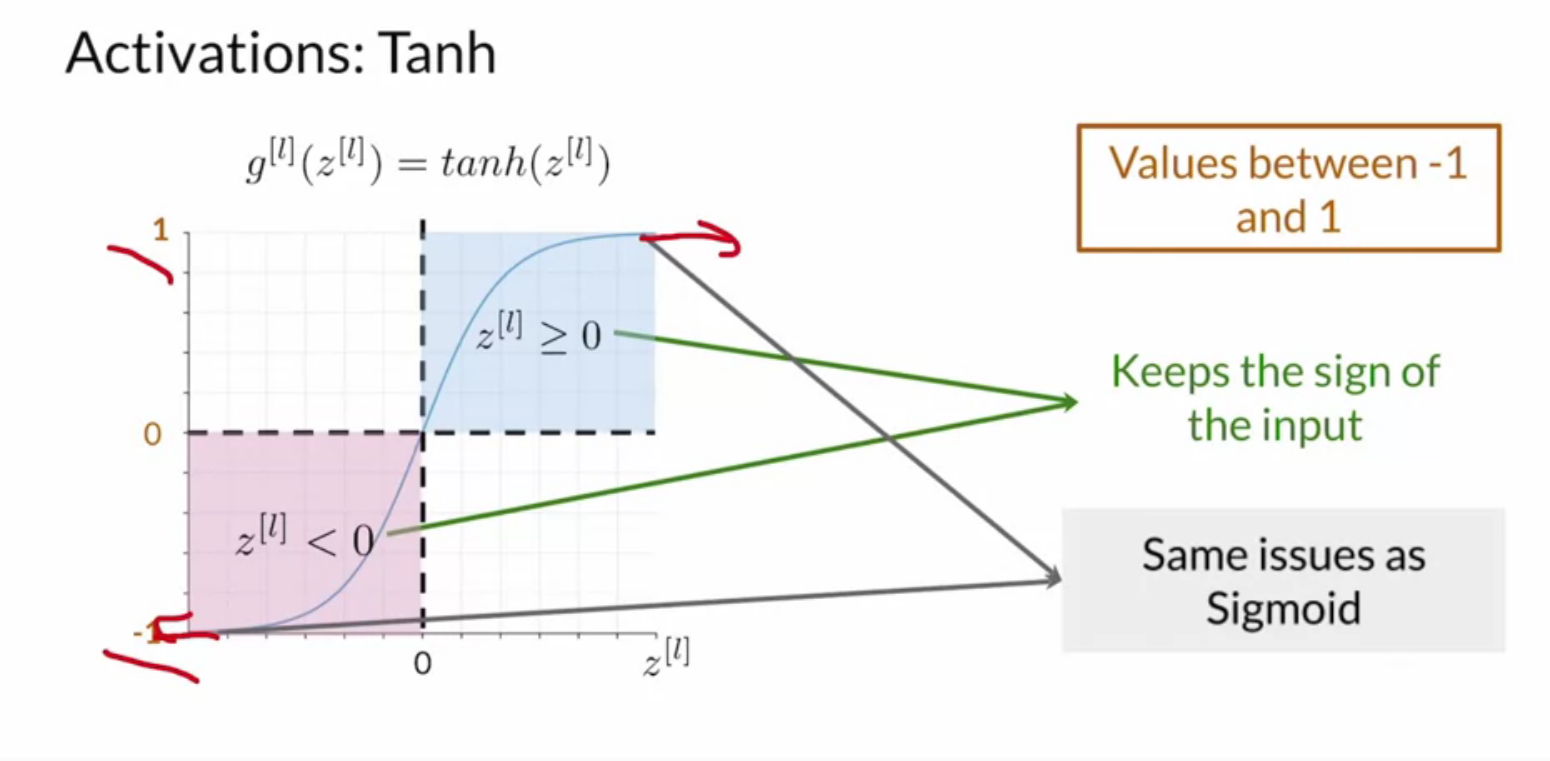 Activations: Tanh
g^{[l]}(z^{[l]}) = tanh(z^{[l]})
Values between -1
and 1
1
z^{[l]} ≥ 0
Keeps the sign of
the input
0
z^{[l]} < 0
Same issues as
Sigmoid
-1
0
z^{[l]}